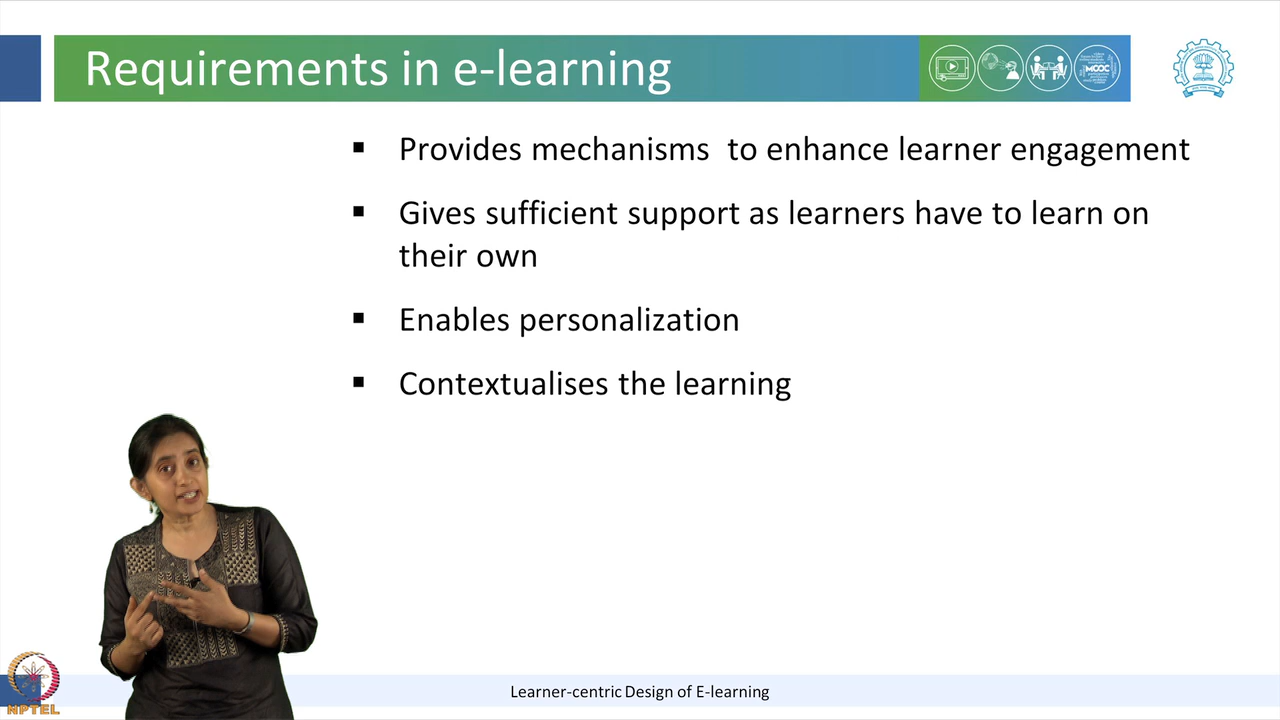 Requirements in e-learning
MOOC
▪ Provides mechanisms to enhance learner engagement
▪ Gives sufficient support as learners have to learn on
their own
▪ Enables personalization
▪ Contextualises the learning
NPTEL
Learner-centric Design of E-learning